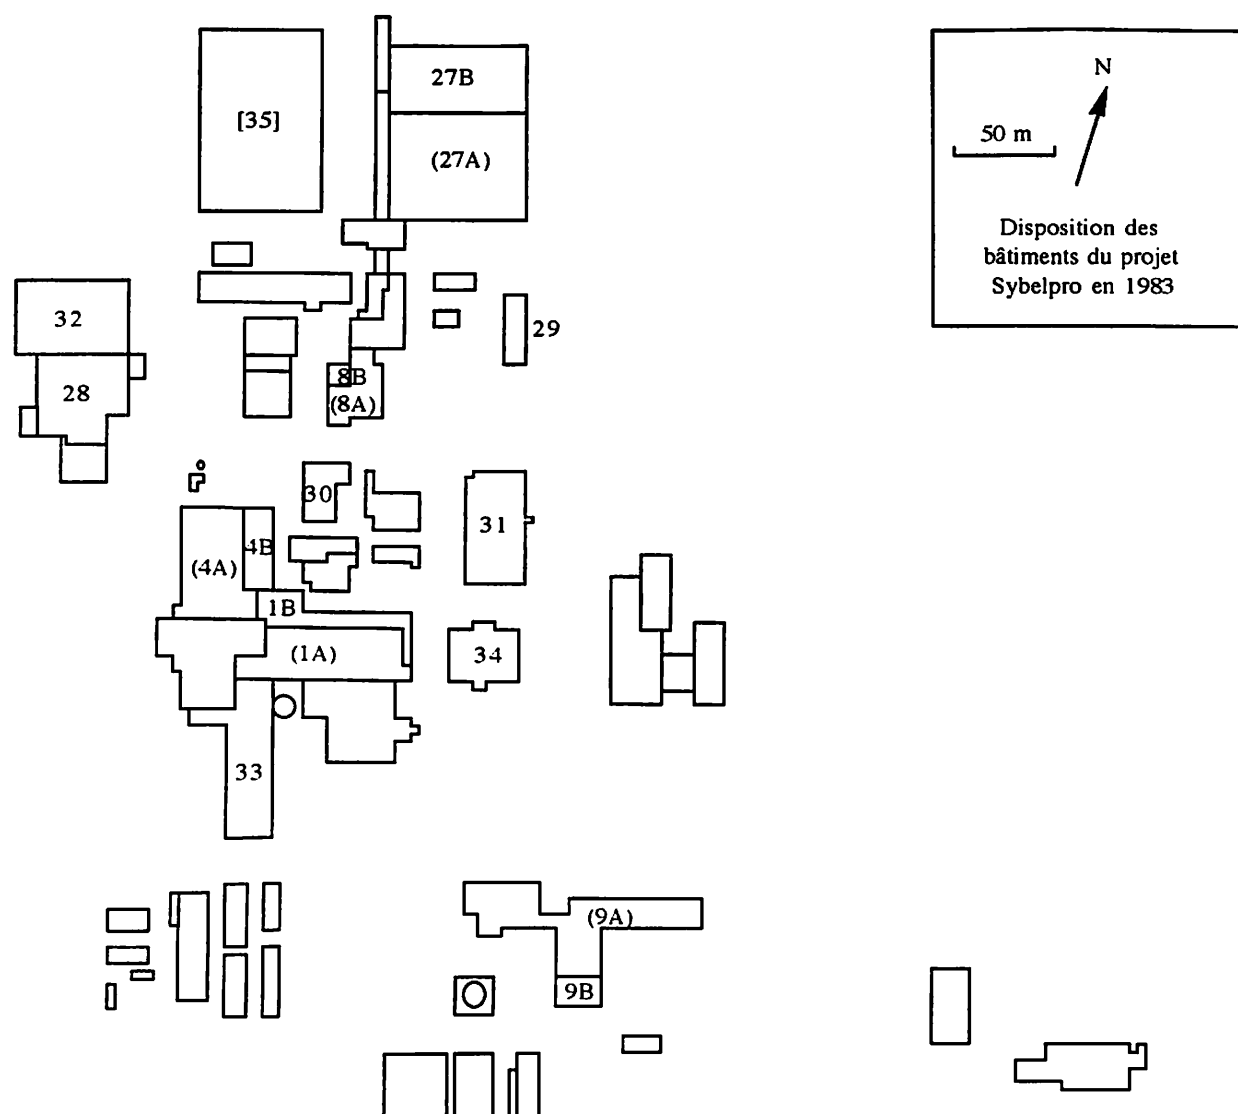 27B
[35]
(27A)
N
50 m
Disposition des
bâtiments du projet
Sybelpro en 1983
32
29
28
8B
(8A)
30
31
4B
(4A)
1B
(1A)
34
33
(9A)
9B